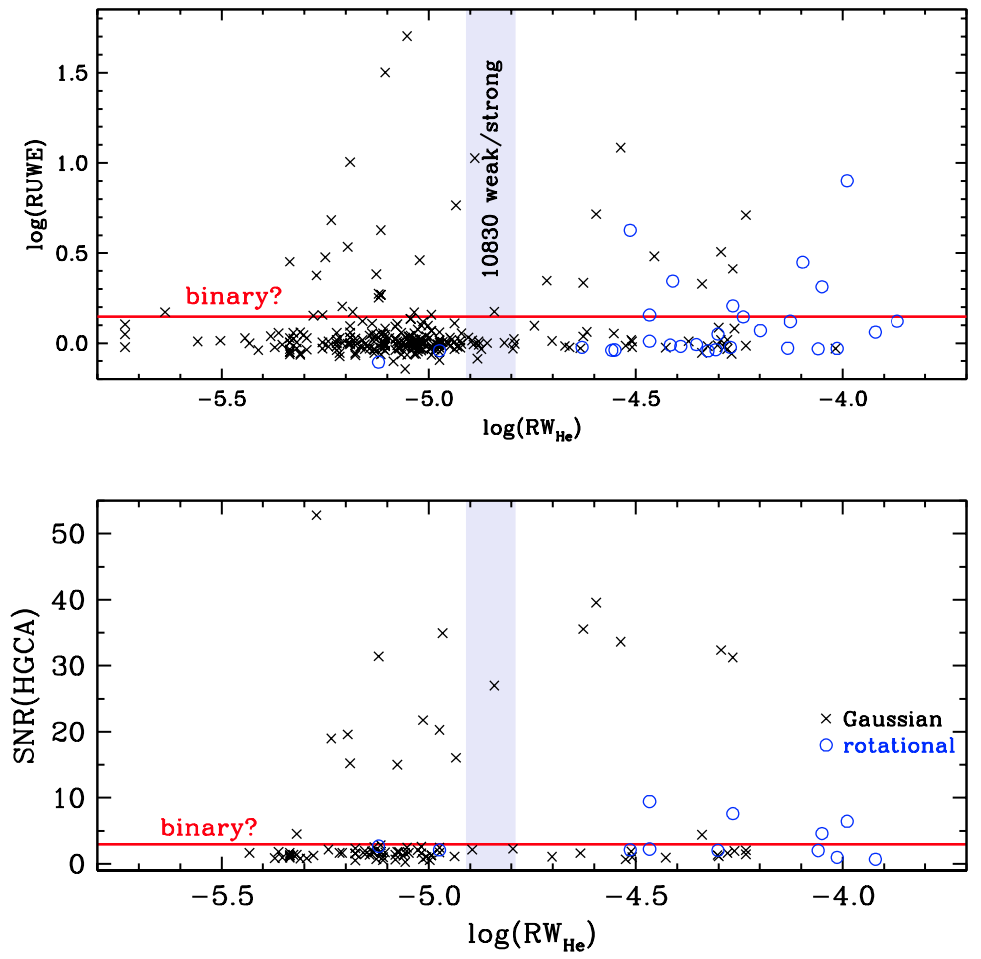 1.5
1.0
0.5
0.0
log(RUWE)
10830 weak/strong
binary?
−5.5 −5.0 −4.5 −4.0
log(RW_He)
50
40
30
20
10
0
SNR(HGCA)
Gaussian
rotational
binary?
−5.5 −5.0 −4.5 −4.0
log(RW_He)